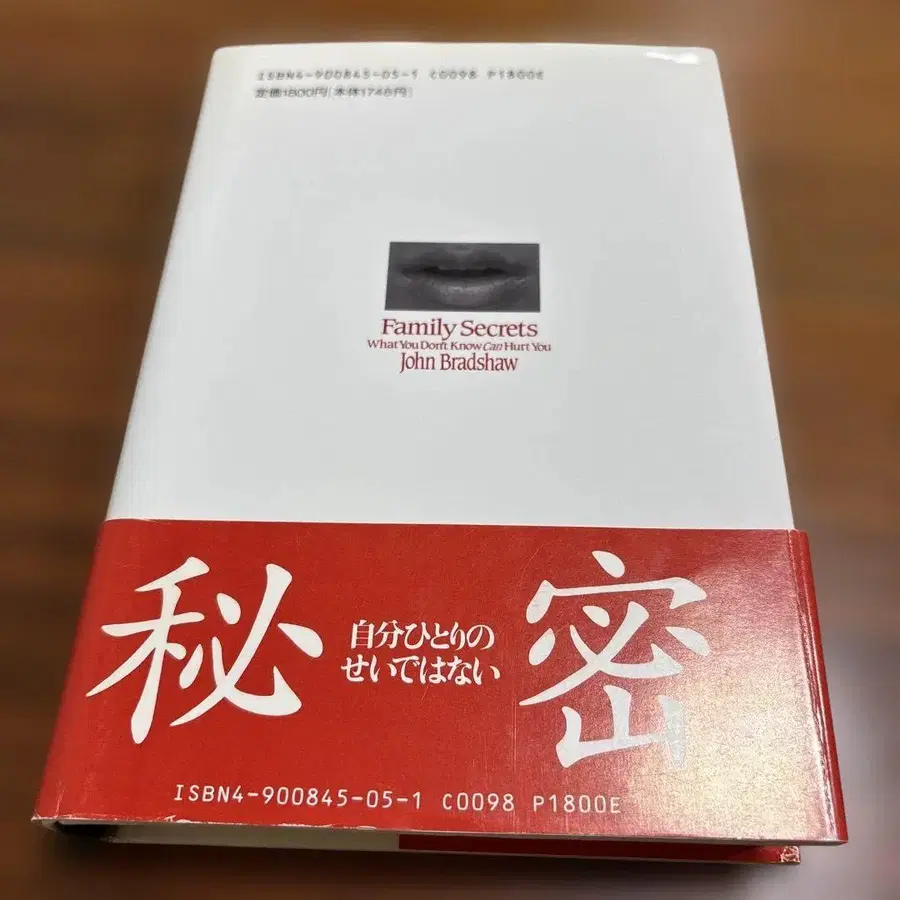 ISBN4-900845-05-1 C0098 P1800E
定価1800円[本体1748円]
Family Secrets
What You Don't Know Can Hurt You
John Bradshaw
秘密
自分ひとりの
せいではない
ISBN4-900845-05-1 C0098 P1800E